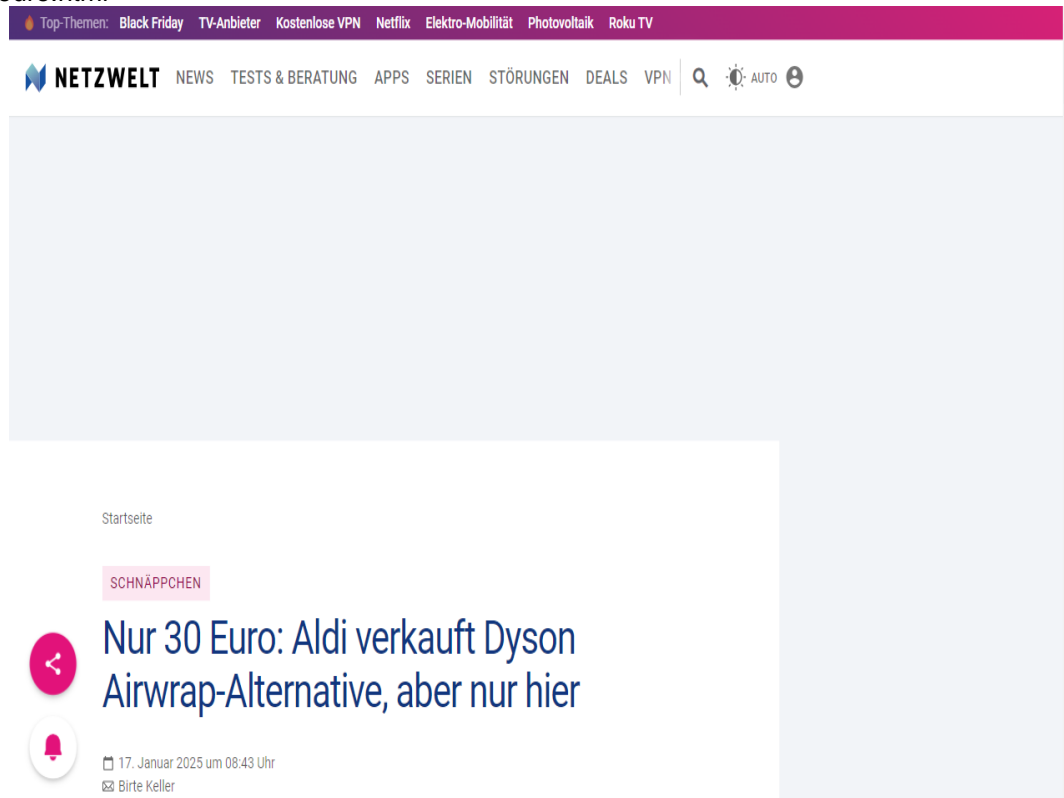 Top-Themen: Black Friday TV-Anbieter Kostenlose VPN Netflix Elektro-Mobilität Photovoltaik Roku TV
NETZWELT NEWS TESTS & BERATUNG APPS SERIEN STÖRUNGEN DEALS VPN AUTO
Startseite
SCHNÄPPCHEN
Nur 30 Euro: Aldi verkauft Dyson
Airwrap-Alternative, aber nur hier
17. Januar 2025 um 08:43 Uhr
Birte Keller